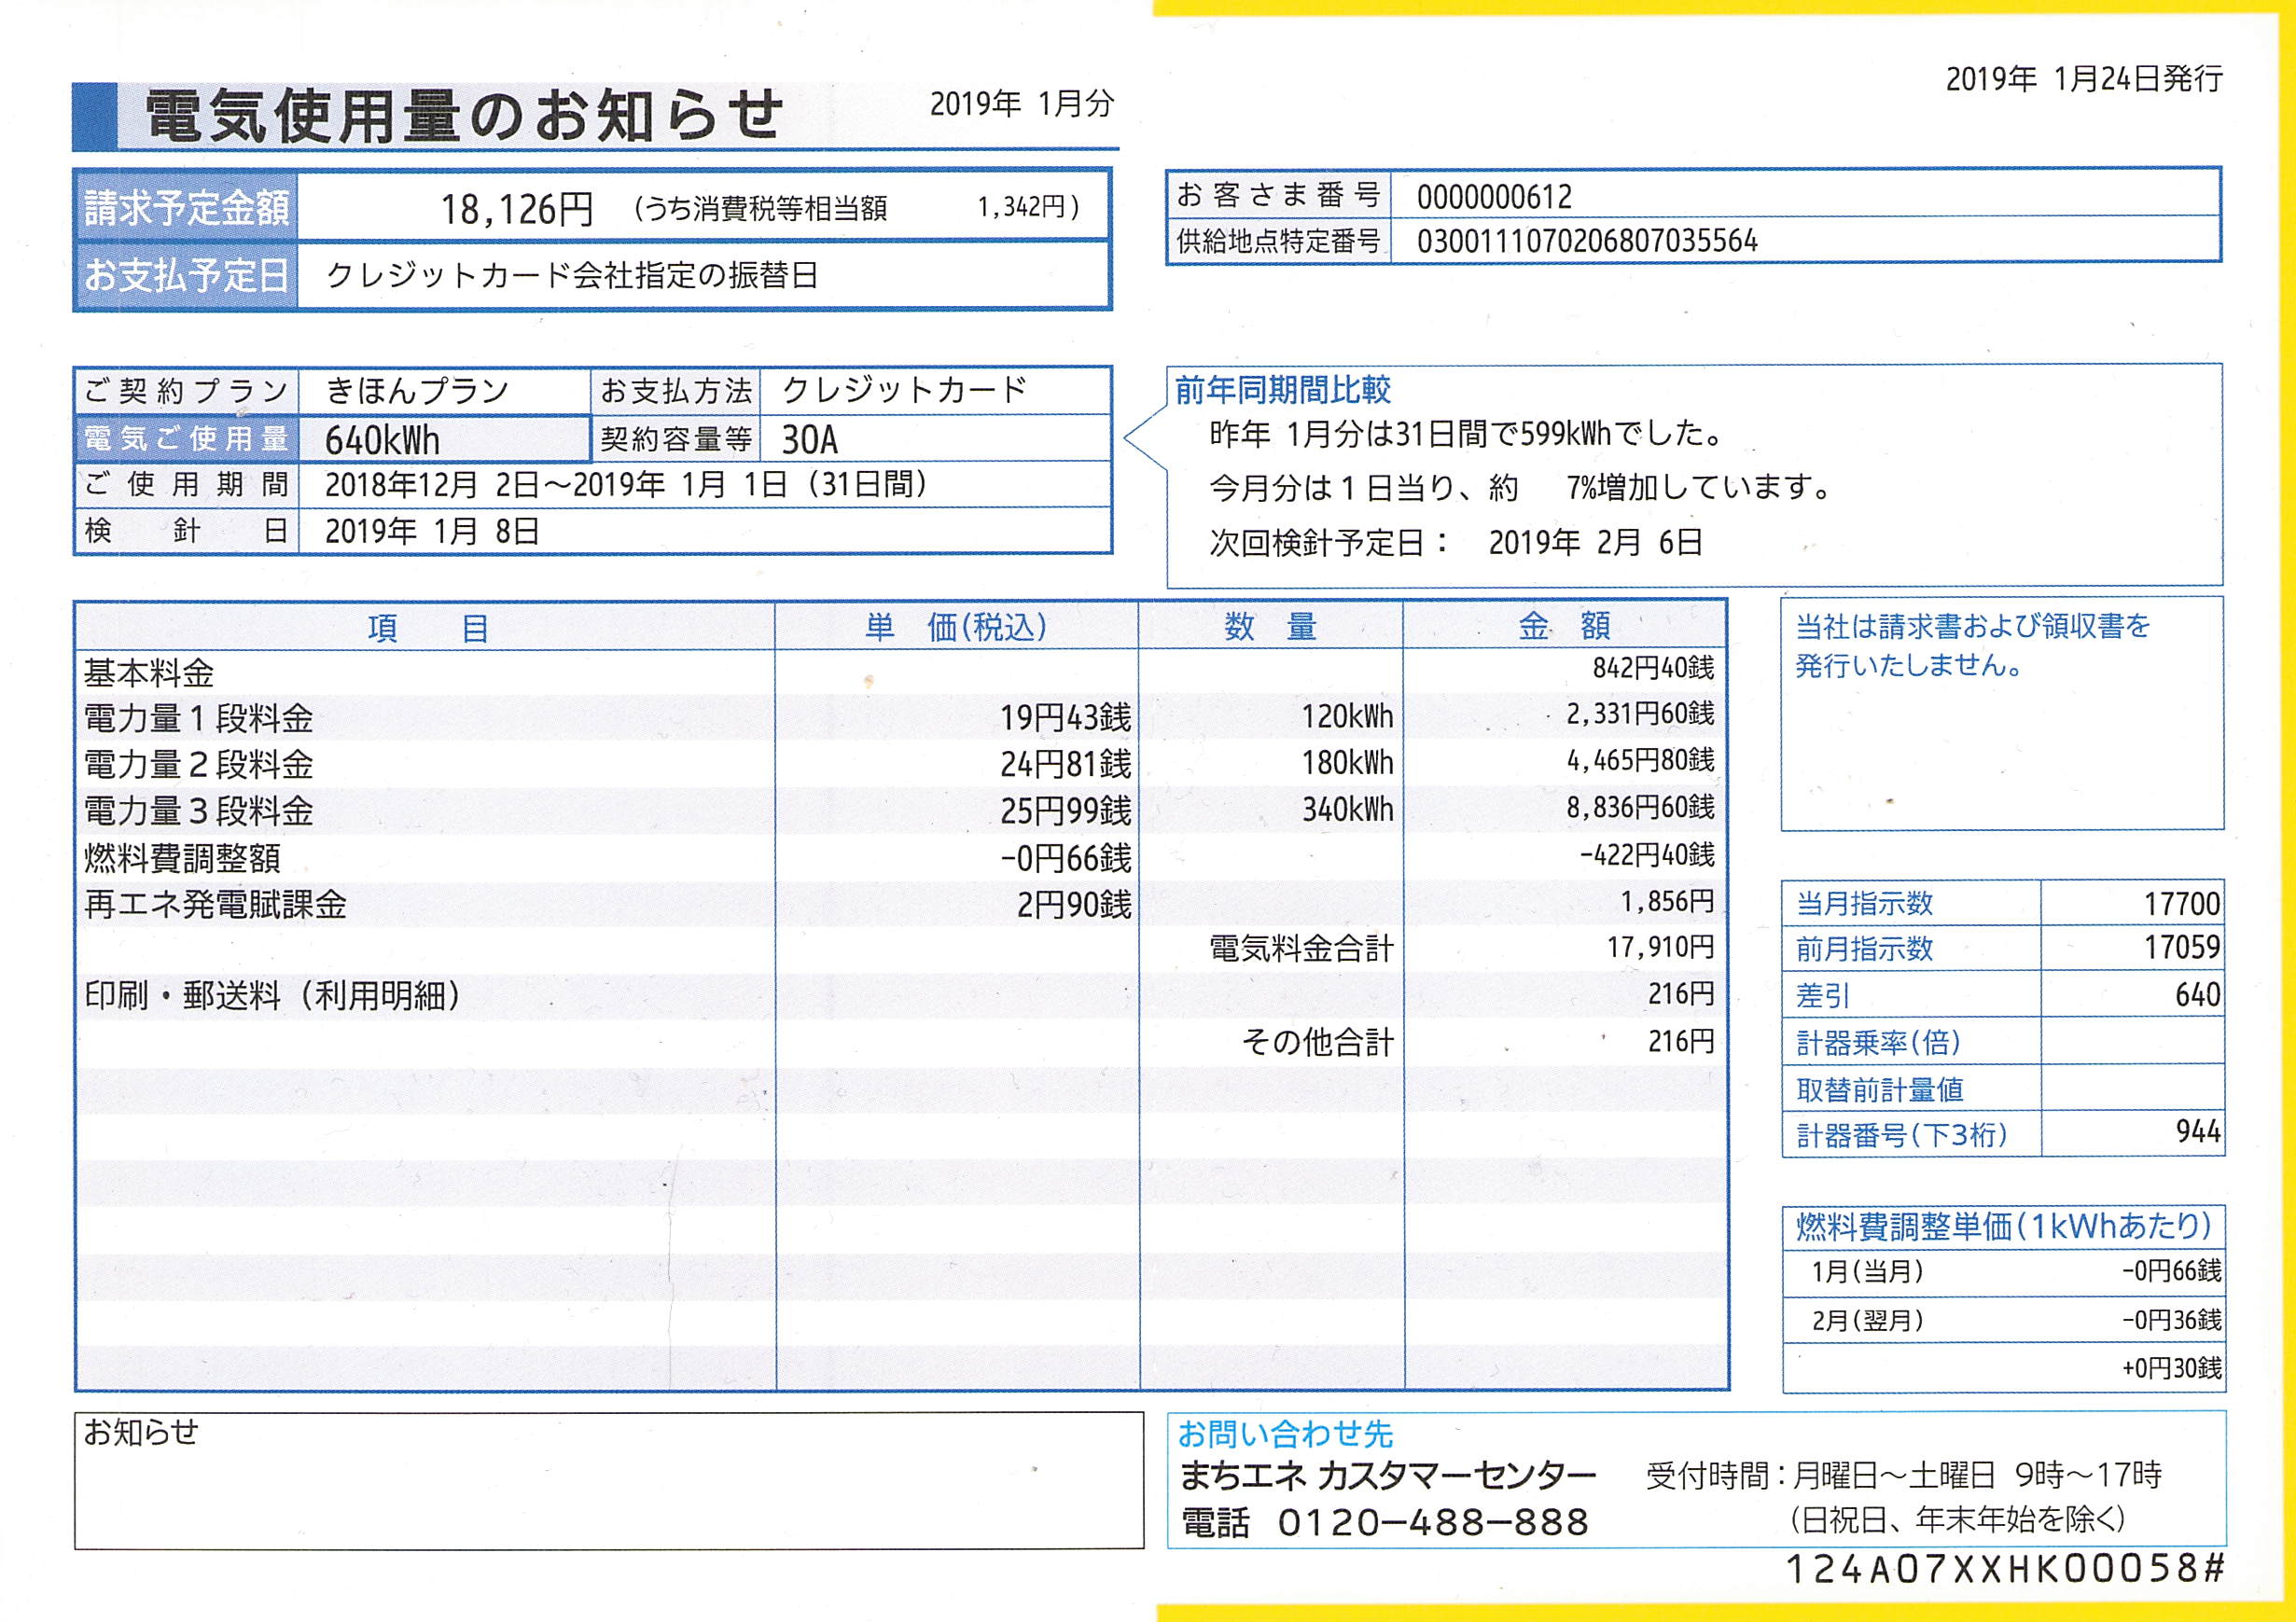 2019年 1月24日発行
電気使用量のお知らせ 2019年 1月分
請求予定金額 18,126円 (うち消費税等相当額 1,342円)
お支払予定日 クレジットカード会社指定の振替日
お客さま番号 0000000612
供給地点特定番号 0300111070206807035564
ご契約プラン きほんプラン お支払方法 クレジットカード
電気ご使用量 640kWh 契約容量等 30A
ご使用期間 2018年12月 2日～2019年 1月 1日 (31日間)
検針日 2019年 1月 8日
前年同期間比較
昨年 1月分は31日間で599kWhでした。
今月分は１日当り、約 7%増加しています。
次回検針予定日： 2019年 2月 6日
項目 単価(税込) 数量 金額
基本料金 842円40銭
電力量１段料金 19円43銭 120kWh 2,331円60銭
電力量２段料金 24円81銭 180kWh 4,465円80銭
電力量３段料金 25円99銭 340kWh 8,836円60銭
燃料費調整額 -0円66銭 -422円40銭
再エネ発電賦課金 2円90銭 1,856円
電気料金合計 17,910円
印刷・郵送料（利用明細） 216円
その他合計 216円
当社は請求書および領収書を
発行いたしません。
当月指示数 17700
前月指示数 17059
差引 640
計器乗率(倍)
取替前計量値
計器番号(下3桁) 944
燃料費調整単価(1kWhあたり)
1月(当月) -0円66銭
2月(翌月) -0円36銭
+0円30銭
お知らせ
お問い合わせ先
まちエネ カスタマーセンター 受付時間：月曜日～土曜日 9時～17時
電話 0120－488－888 (日祝日、年末年始を除く)
124A07XXHK00058#